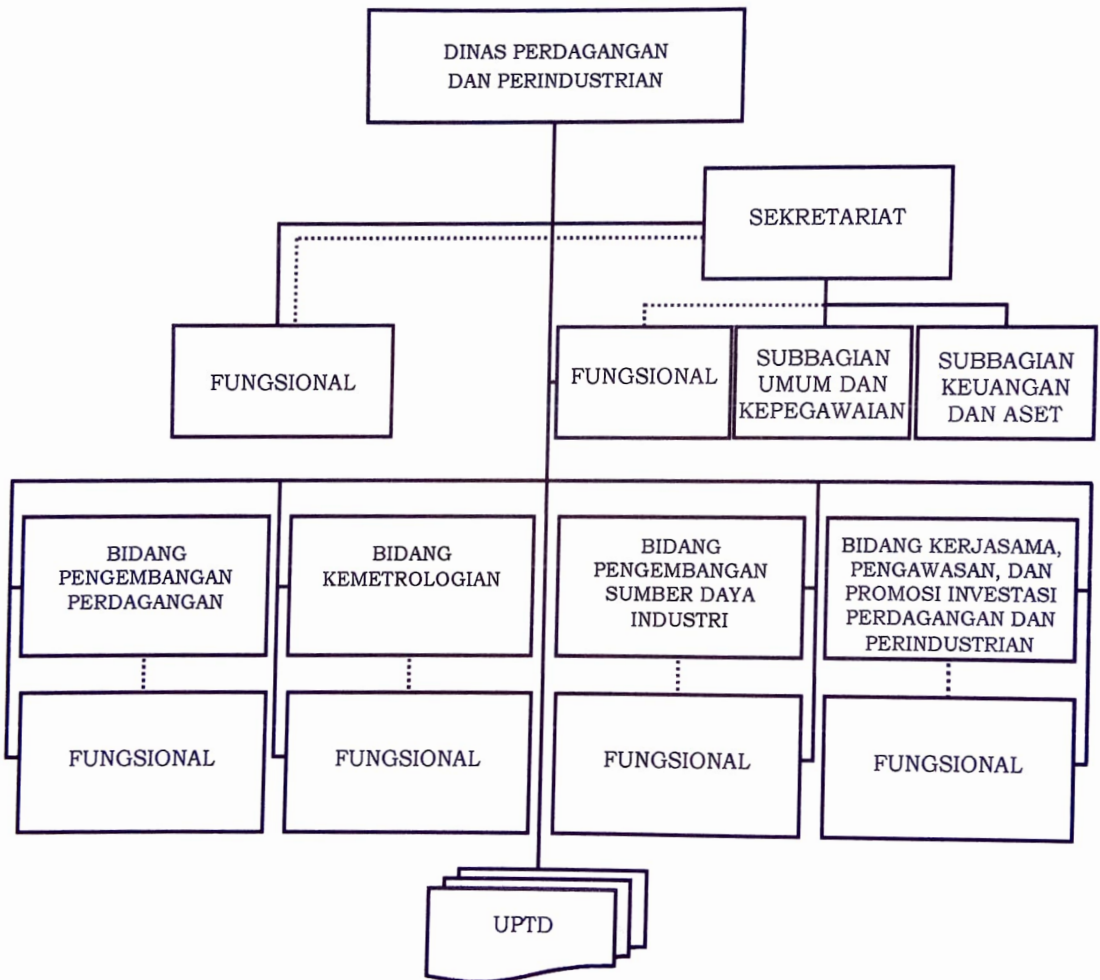 DINAS PERDAGANGAN
DAN PERINDUSTRIAN
SEKRETARIAT
FUNGSIONAL
FUNGSIONAL
SUBBAGIAN
UMUM DAN
KEPEGAWAIAN
SUBBAGIAN
KEUANGAN
DAN ASET
BIDANG
PENGEMBANGAN
PERDAGANGAN
BIDANG
KEMETROLOGIAN
BIDANG
PENGEMBANGAN
SUMBER DAYA
INDUSTRI
BIDANG KERJASAMA,
PENGAWASAN, DAN
PROMOSI INVESTASI
PERDAGANGAN DAN
PERINDUSTRIAN
FUNGSIONAL
FUNGSIONAL
FUNGSIONAL
FUNGSIONAL
UPTD